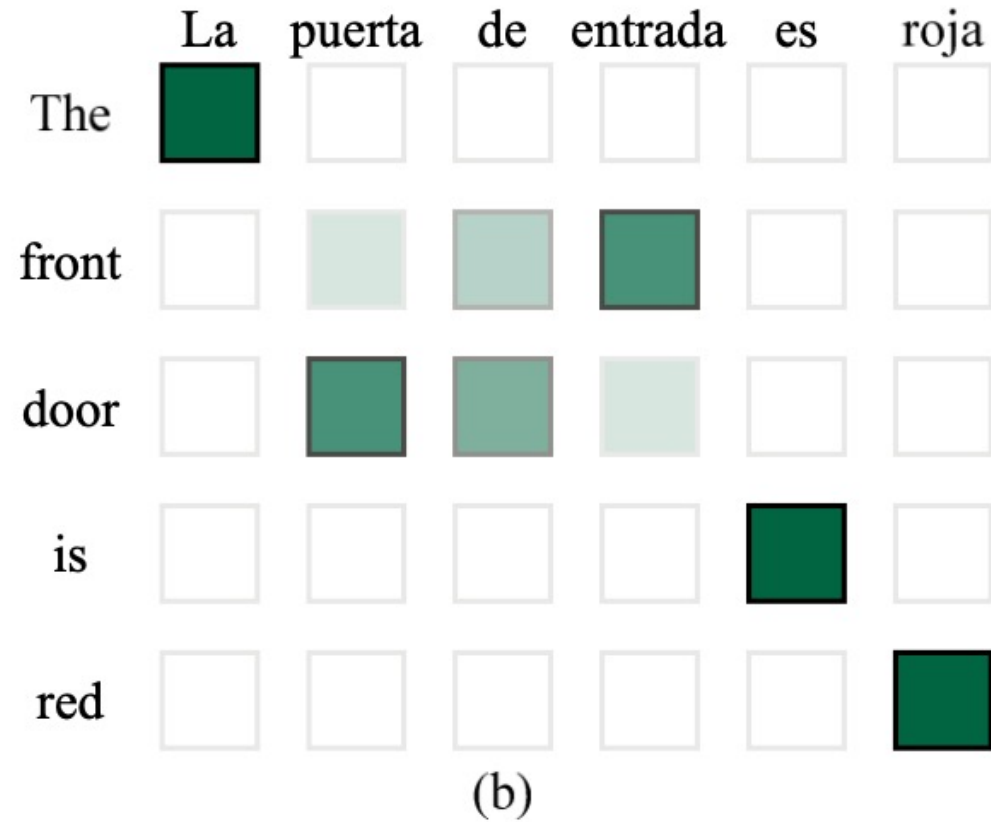 La puerta de entrada es roja
The
front
door
is
red
(b)